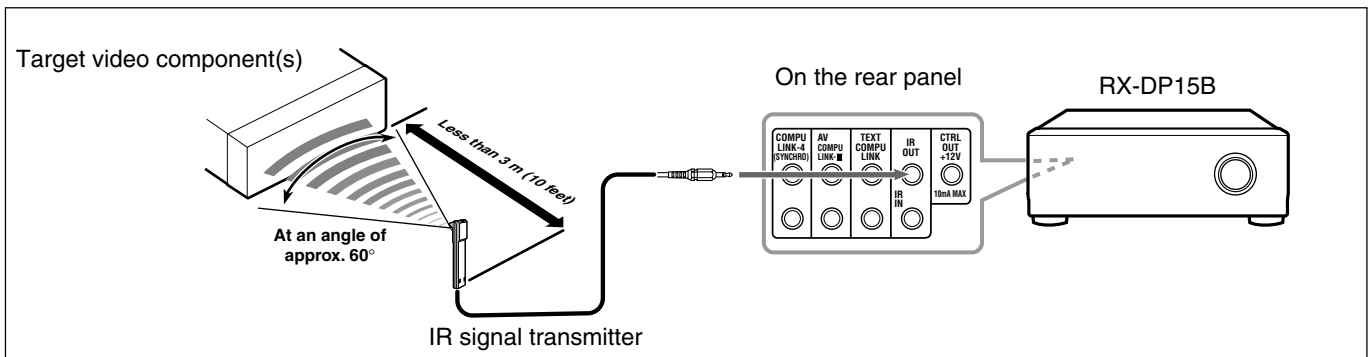 Target video component(s)
Less than 3 m (10 feet)
At an angle of
approx. 60°
IR signal transmitter
On the rear panel
COMPU
LINK-4
(SYNCHRO)
AV
COMPU
LINK-III
TEXT
COMPU
LINK
IR
OUT
IR
IN
CTRL
OUT
+12V
10mA MAX
RX-DP15B